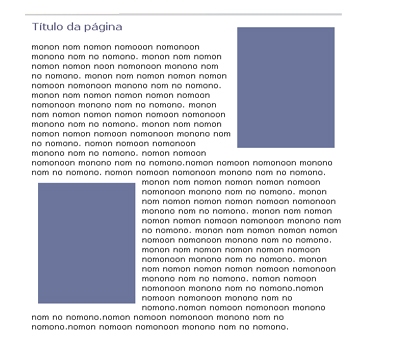 Título da página
monon nom nomon nomooon nomonoon
monono nom no nomono. monon nom nomon
nomon nomon noon nomonoon monono nom
no nomono. monon nom nomon nomon nomon
nomoon nomonoon monono nom no nomono.
monon nom nomon nomon nomon nomoon
nomonoon monono nom no nomono. monon
nom nomon nomon nomon nomoon nomonoon
monono nom no nomono. monon nom nomon
nomon nomon nomoon nomonoon monono nom
no nomono. nomon nomoon nomonoon
monono nom no nomono. nomon nomoon
nomonoon monono nom no nomono.nomon nomoon nomonoon monono
nom no nomono. nomon nomoon nomonoon monono nom no nomono.
monon nom nomon nomon nomon nomoon
nomonoon monono nom no nomono. monon
nom nomon nomon nomon nomoon nomonoon
monono nom no nomono. monon nom nomon
nomon nomon nomoon nomonoon monono nom
no nomono. monon nom nomon nomon nomon
nomoon nomonoon monono nom no nomono.
monon nom nomon nomon nomon nomoon
nomonoon monono nom no nomono. monon
nom nomon nomon nomon nomoon nomonoon
monono nom no nomono. nomon nomoon
nomonoon monono nom no nomono.nomon
nomoon nomonoon monono nom no
nomono.nomon nomoon nomonoon monono
nom no nomono.nomon nomoon nomonoon monono nom no
nomono.nomon nomoon nomonoon monono nom no nomono.